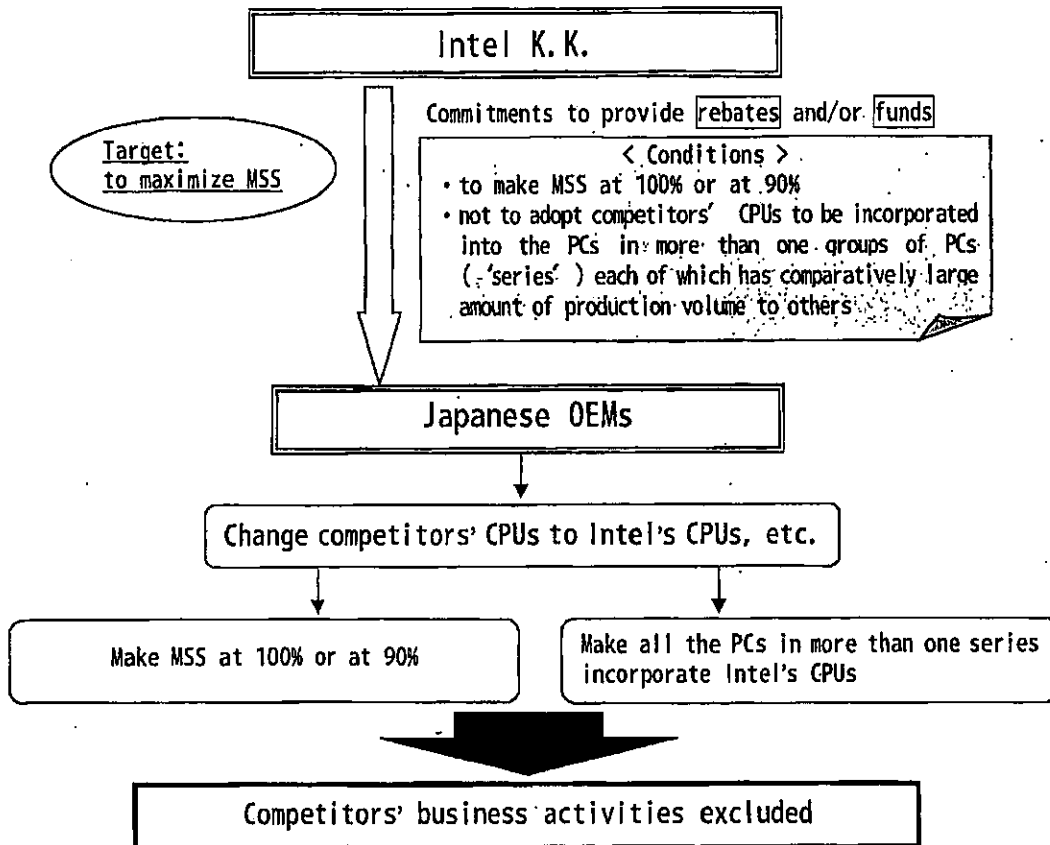 Intel K.K.
Commitments to provide rebates and/or funds
Target:
to maximize MSS
< Conditions >
・to make MSS at 100% or at 90%
・not to adopt competitors' CPUs to be incorporated
into the PCs in more than one groups of PCs
('series' ) each of which has comparatively large
amount of production volume to others
Japanese OEMs
Change competitors' CPUs to Intel's CPUs, etc.
Make MSS at 100% or at 90%
Make all the PCs in more than one series
incorporate Intel's CPUs
Competitors' business activities excluded